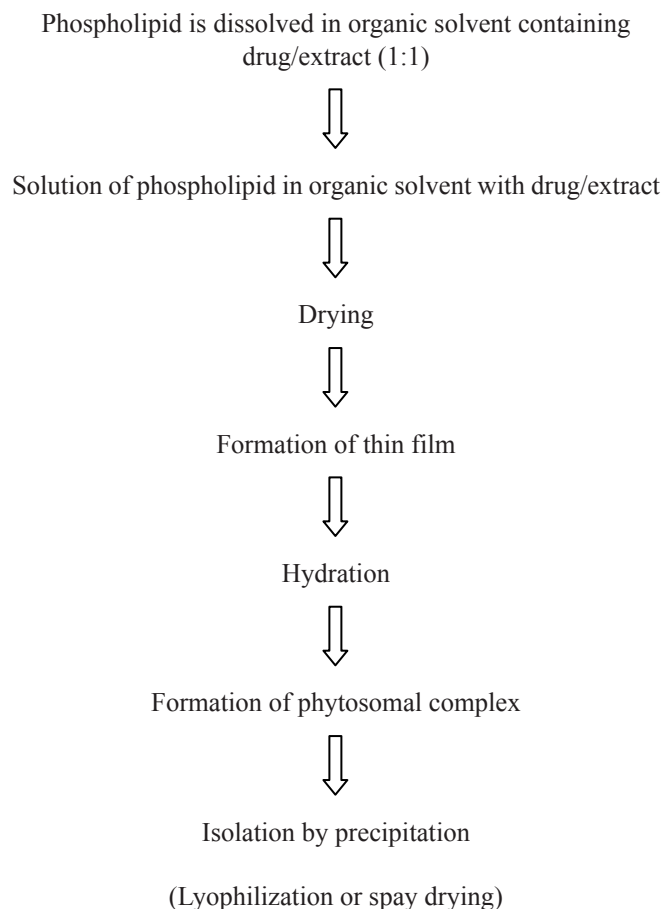 Phospholipid is dissolved in organic solvent containing
drug/extract (1:1)
Solution of phospholipid in organic solvent with drug/extract
Drying
Formation of thin film
Hydration
Formation of phytosomal complex
Isolation by precipitation
(Lyophilization or spay drying)